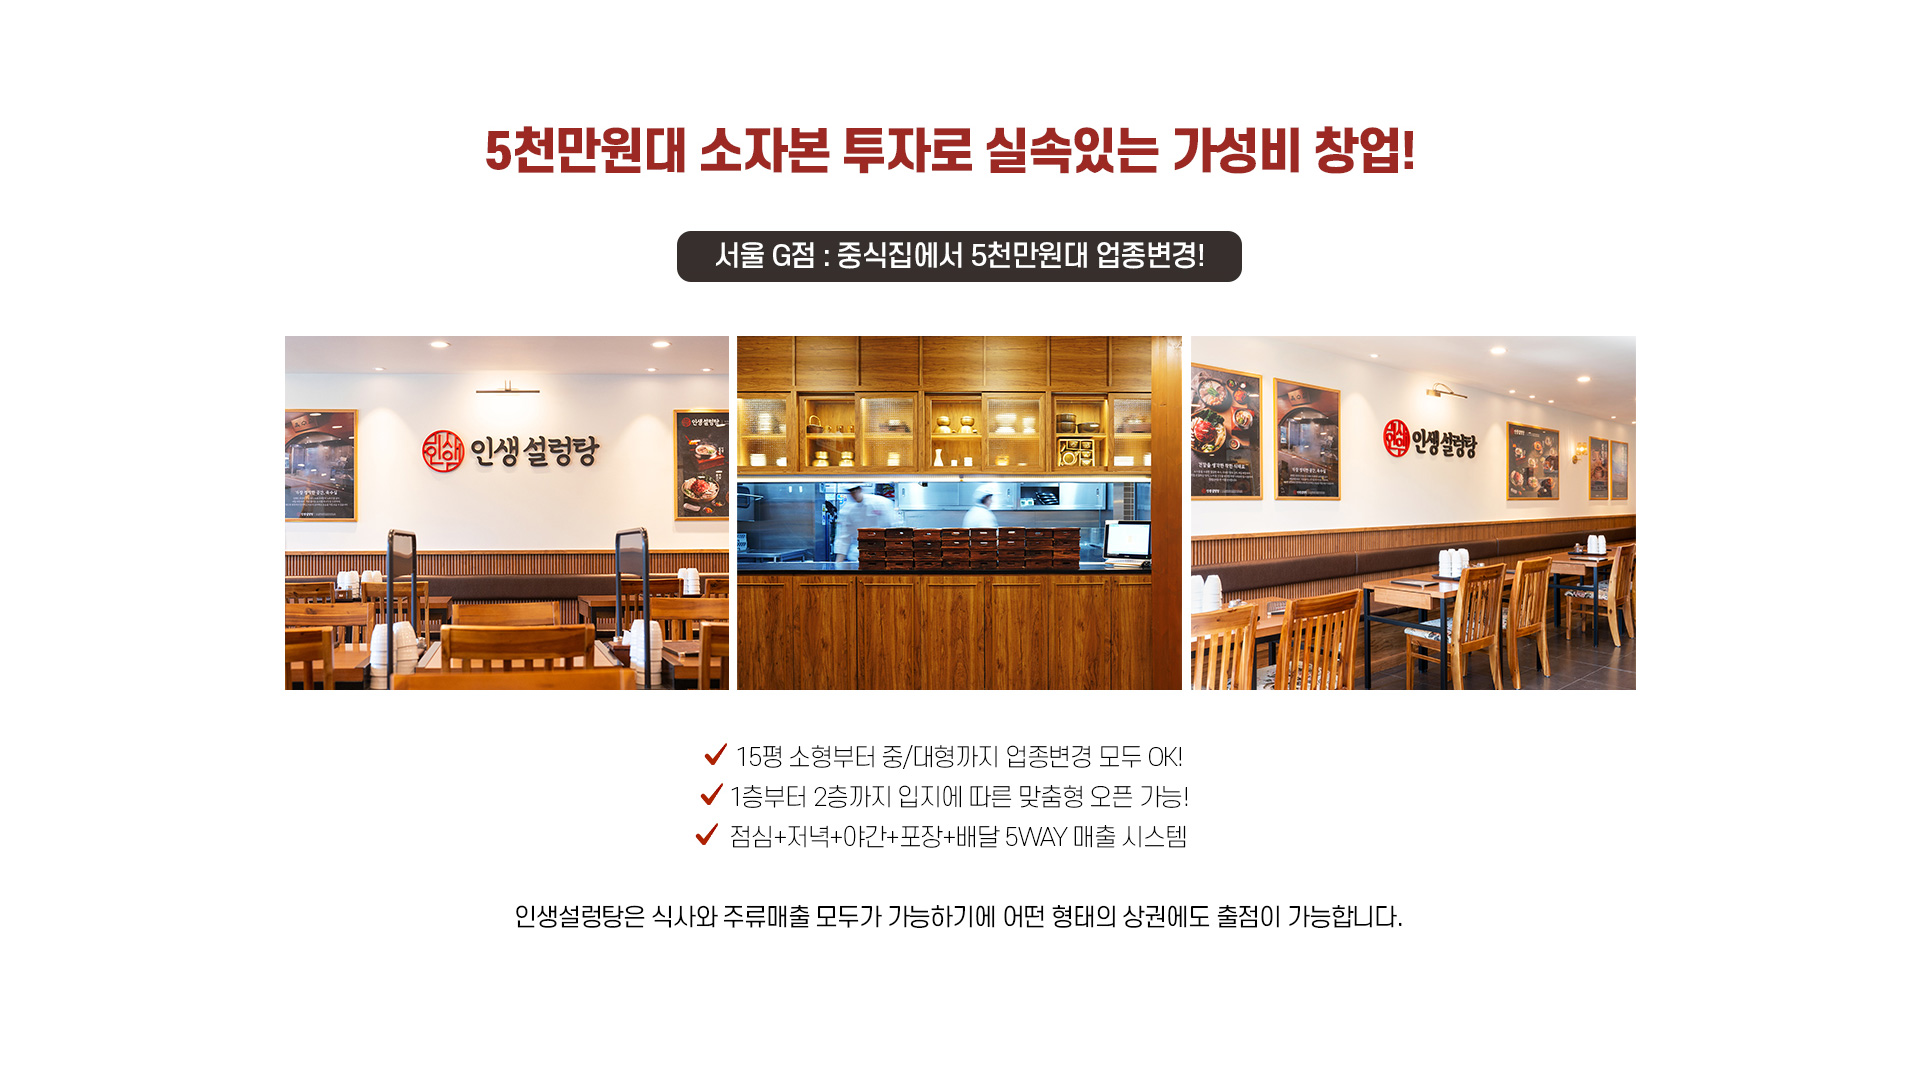 5천만원대 소자본 투자로 실속있는 가성비 창업!
서울 G점 : 중식집에서 5천만원대 업종변경!
인생 설렁탕
인생설렁탕
인생 설렁탕
15평 소형부터 중/대형까지 업종변경 모두 OK!
1층부터 2층까지 입지에 따른 맞춤형 오픈 가능!
점심+저녁+야간+포장+배달 5WAY 매출 시스템
인생설렁탕은 식사와 주류매출 모두가 가능하기에 어떤 형태의 상권에도 출점이 가능합니다.